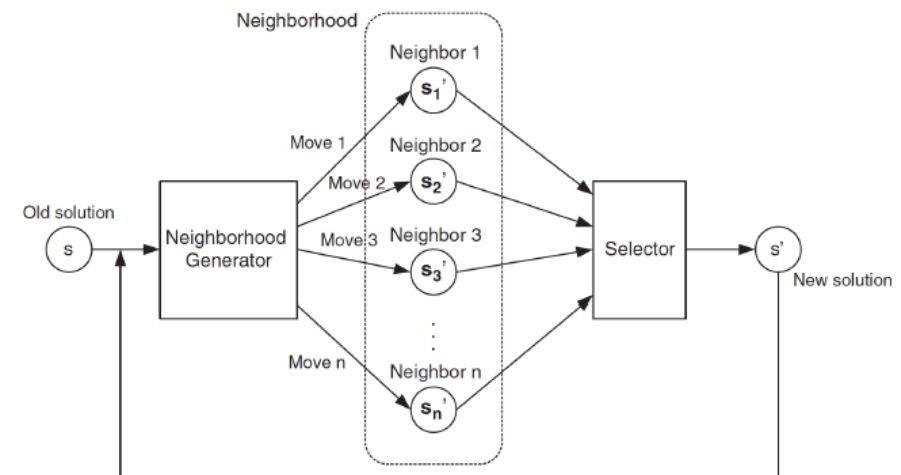 Neighborhood
Neighbor 1
s1'
Move 1
Neighbor 2
Move 2
s2'
Old solution
s
Neighborhood
Generator
Move 3
Neighbor 3
s3'
Selector
s'
New solution
Move n
Neighbor n
sn'